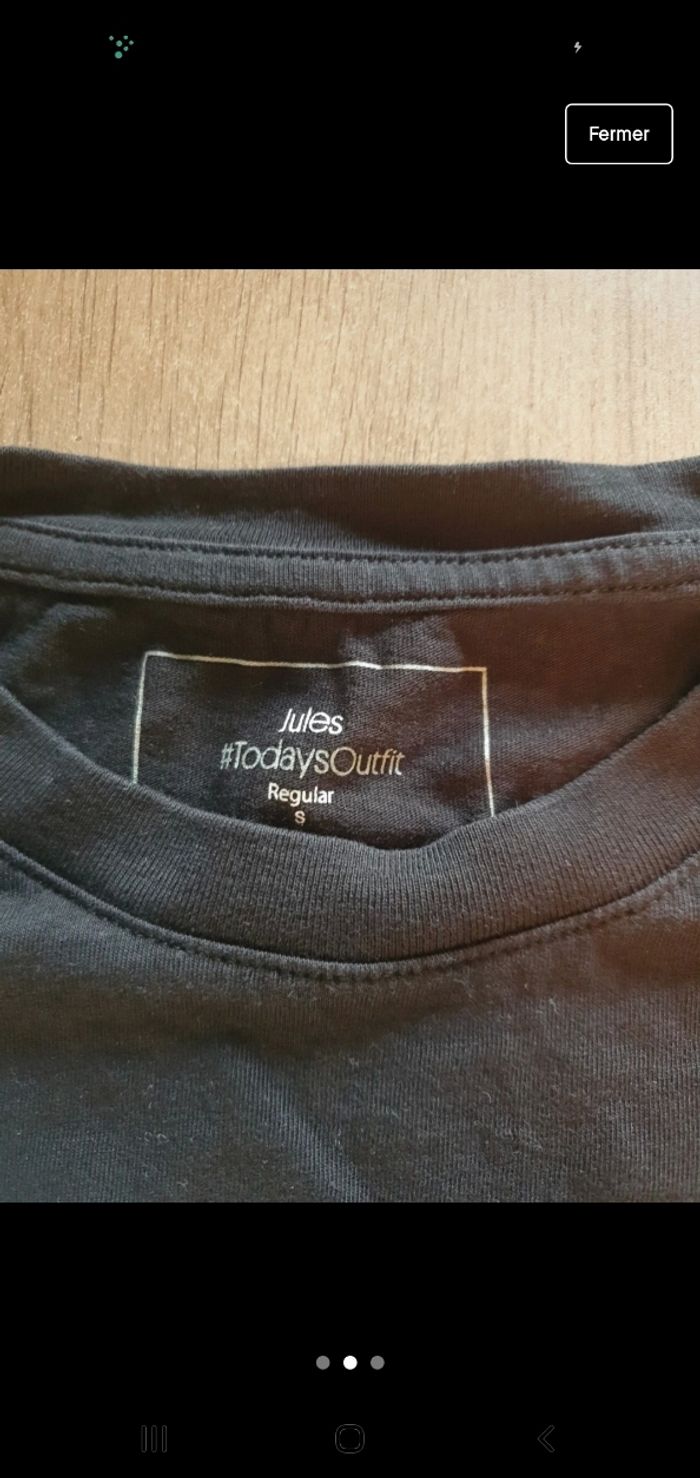 Fermer
Jules
#TodaysOutfit
Regular
S